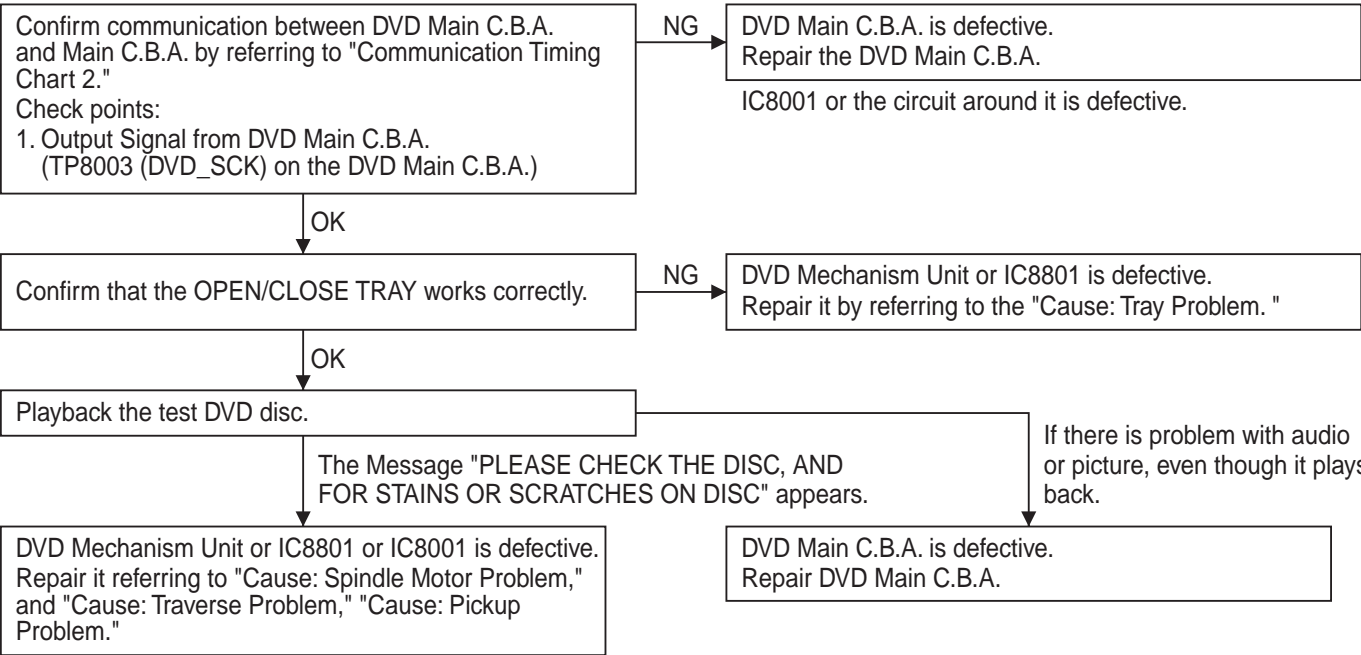 Confirm communication between DVD Main C.B.A.
and Main C.B.A. by referring to "Communication Timing
Chart 2."
Check points:
1. Output Signal from DVD Main C.B.A.
(TP8003 (DVD_SCK) on the DVD Main C.B.A.)
NG
DVD Main C.B.A. is defective.
Repair the DVD Main C.B.A.
IC8001 or the circuit around it is defective.
OK
Confirm that the OPEN/CLOSE TRAY works correctly.
NG
DVD Mechanism Unit or IC8801 is defective.
Repair it by referring to the "Cause: Tray Problem. "
OK
Playback the test DVD disc.
The Message "PLEASE CHECK THE DISC, AND
FOR STAINS OR SCRATCHES ON DISC" appears.
If there is problem with audio
or picture, even though it plays
back.
DVD Mechanism Unit or IC8801 or IC8001 is defective.
Repair it referring to "Cause: Spindle Motor Problem,"
and "Cause: Traverse Problem," "Cause: Pickup
Problem."
DVD Main C.B.A. is defective.
Repair DVD Main C.B.A.